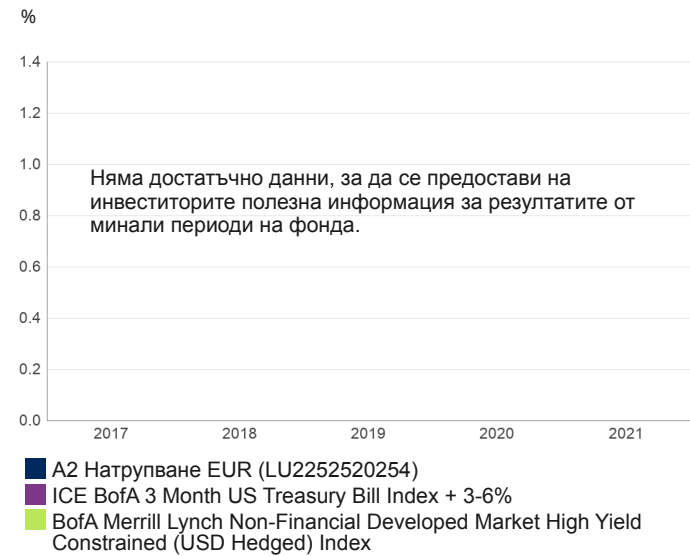 %
1.4
1.2
1.0
Няма достатъчно данни, за да се предостави на
инвеститорите полезна информация за резултатите от
минали периоди на фонда.
0.8
0.6
0.4
0.2
0.0
2017 2018 2019 2020 2021
A2 Натрупване EUR (LU2252520254)
ICE BofA 3 Month US Treasury Bill Index + 3-6%
BofA Merrill Lynch Non-Financial Developed Market High Yield
Constrained (USD Hedged) Index